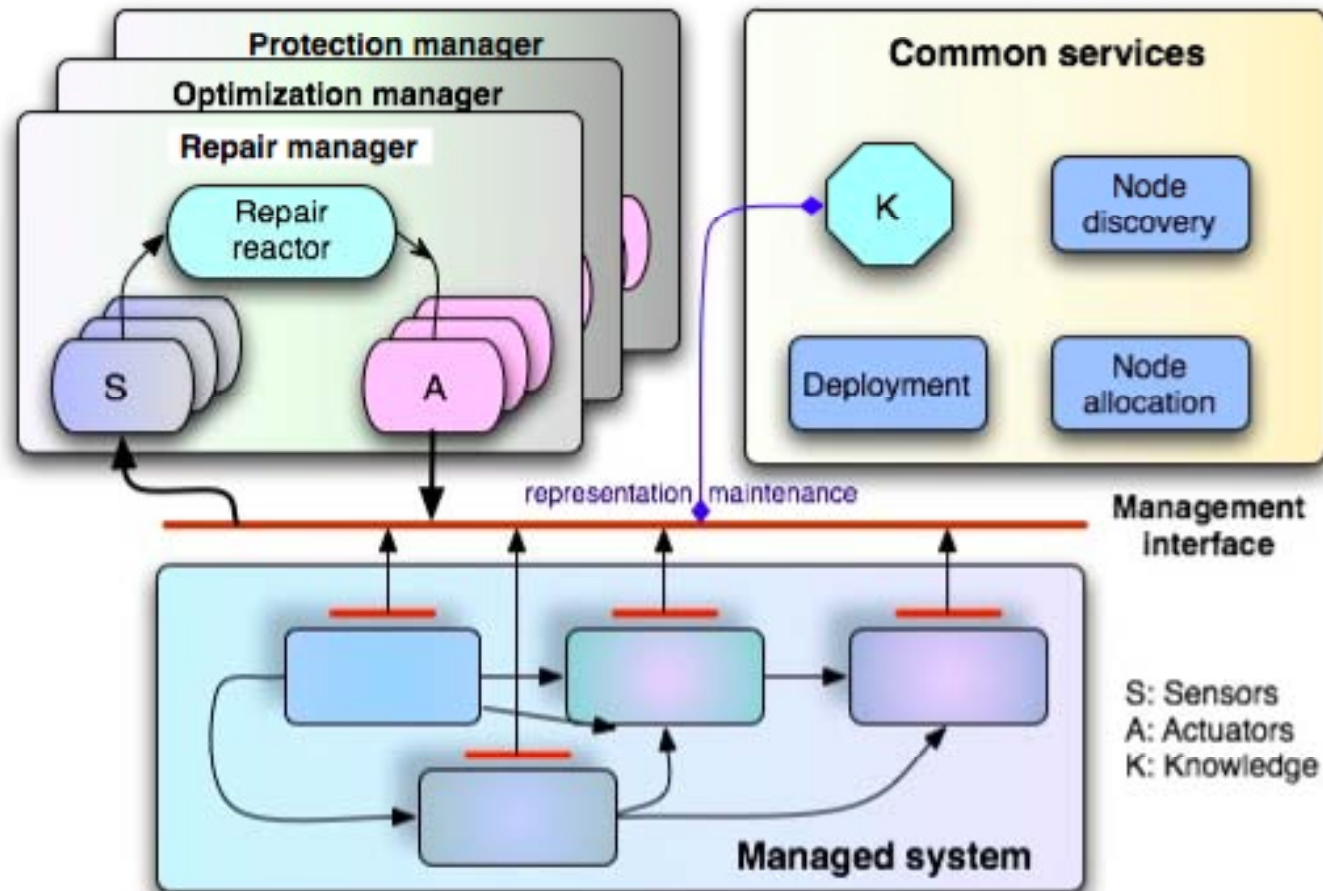 Protection manager
Optimization manager
Repair manager
Repair
reactor
S
A
Common services
K
Node
discovery
Deployment
Node
allocation
representation maintenance
Management
interface
S: Sensors
A: Actuators
K: Knowledge
Managed system